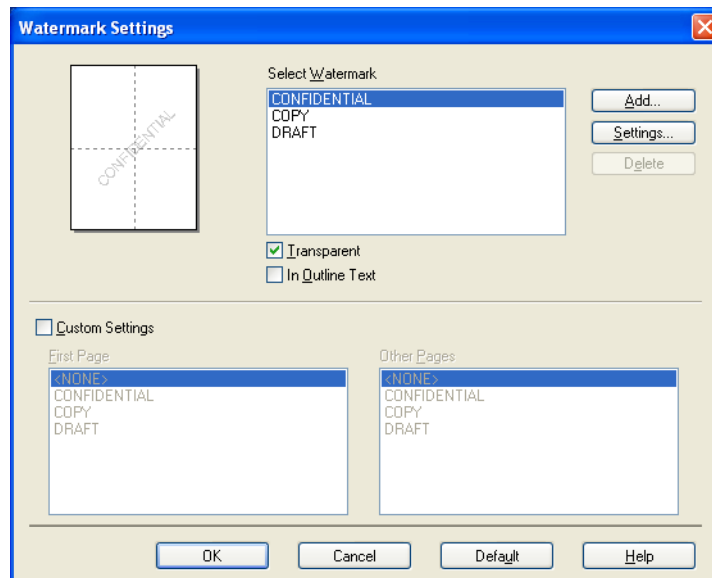 Watermark Settings
Select Watermark
CONFIDENTIAL
CONFIDENTIAL
COPY
DRAFT
Add...
Settings...
Delete
Transparent
In Outline Text
Custom Settings
First Page
<NONE>
CONFIDENTIAL
COPY
DRAFT
Other Pages
<NONE>
CONFIDENTIAL
COPY
DRAFT
OK
Cancel
Default
Help